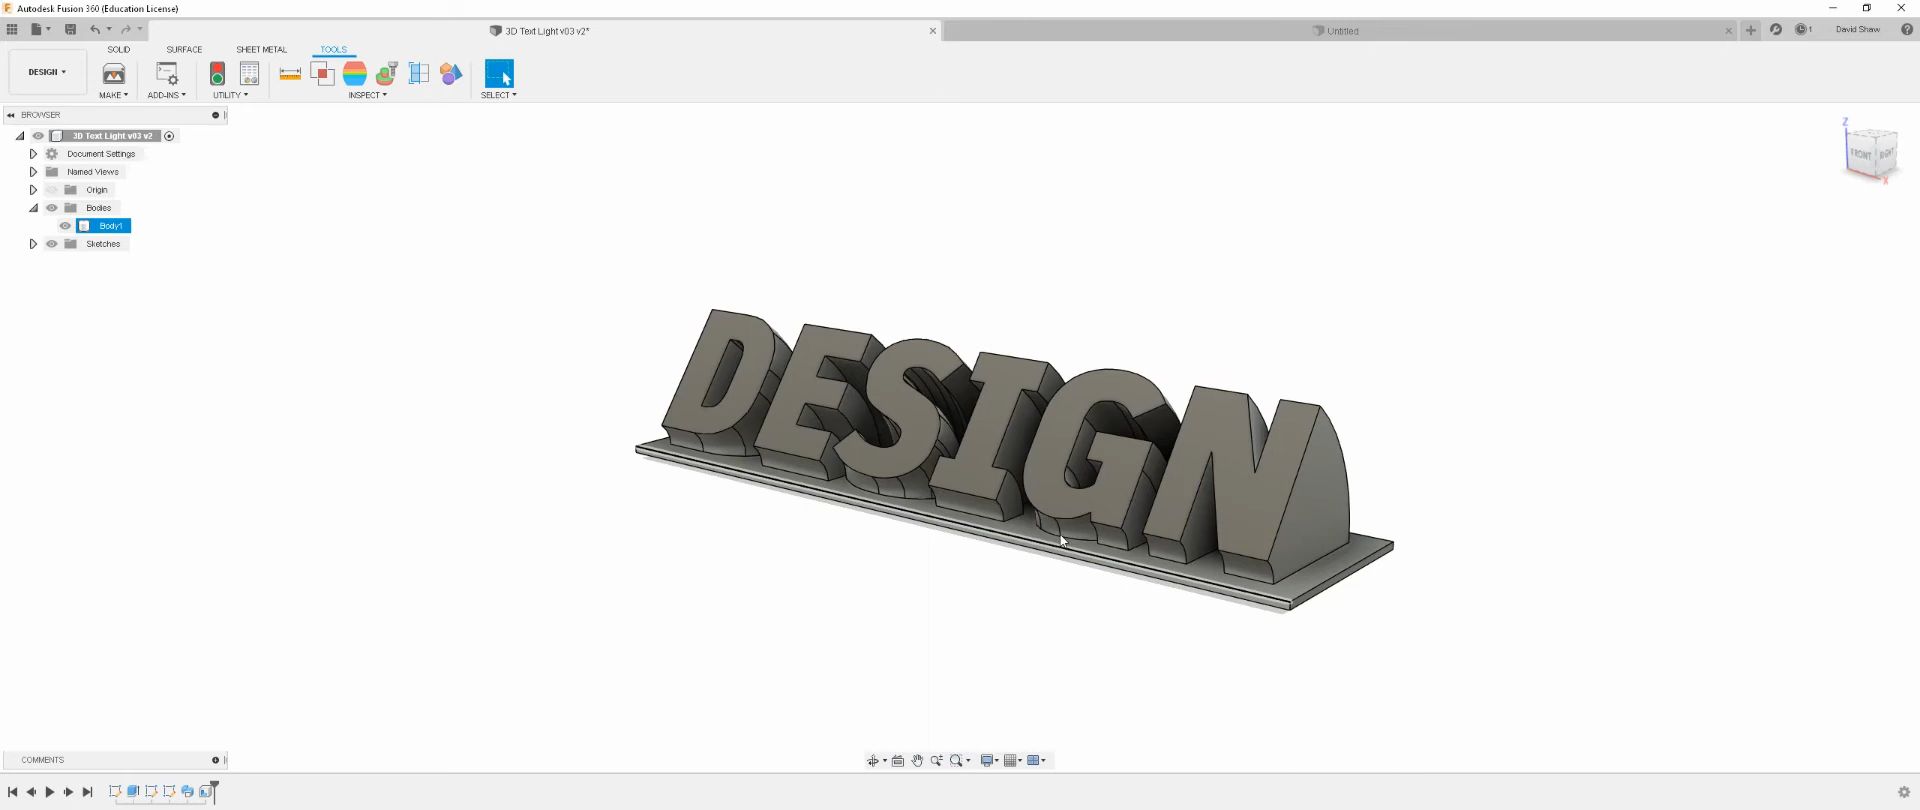 Autodesk Fusion 360 (Education License)
3D Text Light v03 v2*
Untitled
1
David Shaw
SOLID
SURFACE
SHEET METAL
TOOLS
DESIGN
MAKE
ADD-INS
UTILITY
INSPECT
SELECT
BROWSER
3D Text Light v03 v2
Document Settings
Named Views
Origin
Bodies
Body1
Sketches
Z
FRONT
RIGHT
X
DESIGN
COMMENTS